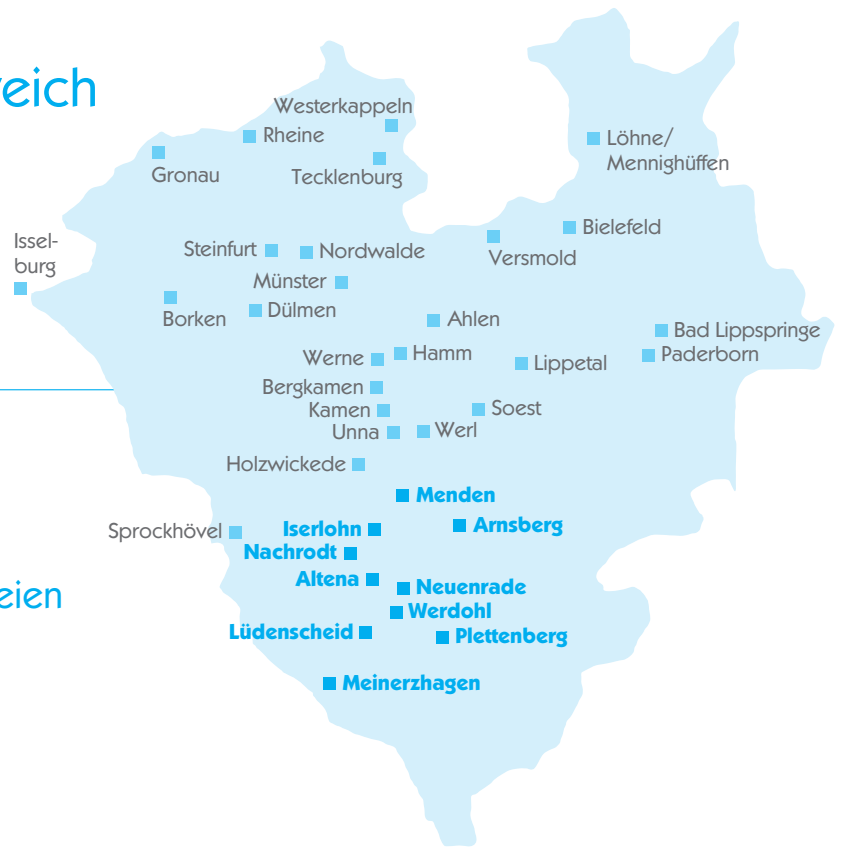 reich
Westerkappeln
Rheine
Löhne/
Mennighüffen
Gronau
Tecklenburg
Bielefeld
Issel-
burg
Steinfurt
Nordwalde
Versmold
Münster
Borken
Dülmen
Ahlen
Bad Lippspringe
Werne
Hamm
Lippetal
Paderborn
Bergkamen
Kamen
Soest
Unna
Werl
Holzwickede
Menden
Sprockhövel
Iserlohn
Arnsberg
Nachrodt
Altena
Neuenrade
eien
Werdohl
Lüdenscheid
Plettenberg
Meinerzhagen